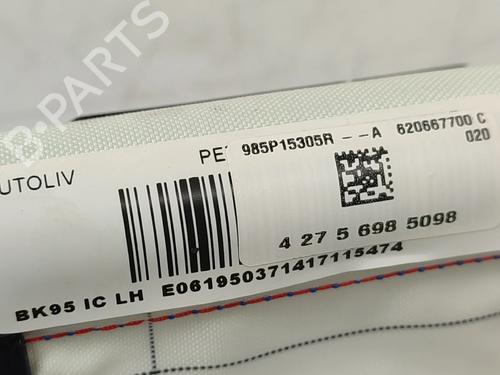 B-PARTS
UTOLIV
PE
985P15305R - - A 620667700 C
020
4 27 5 698 5098
BK95 IC LH E061950371417115474